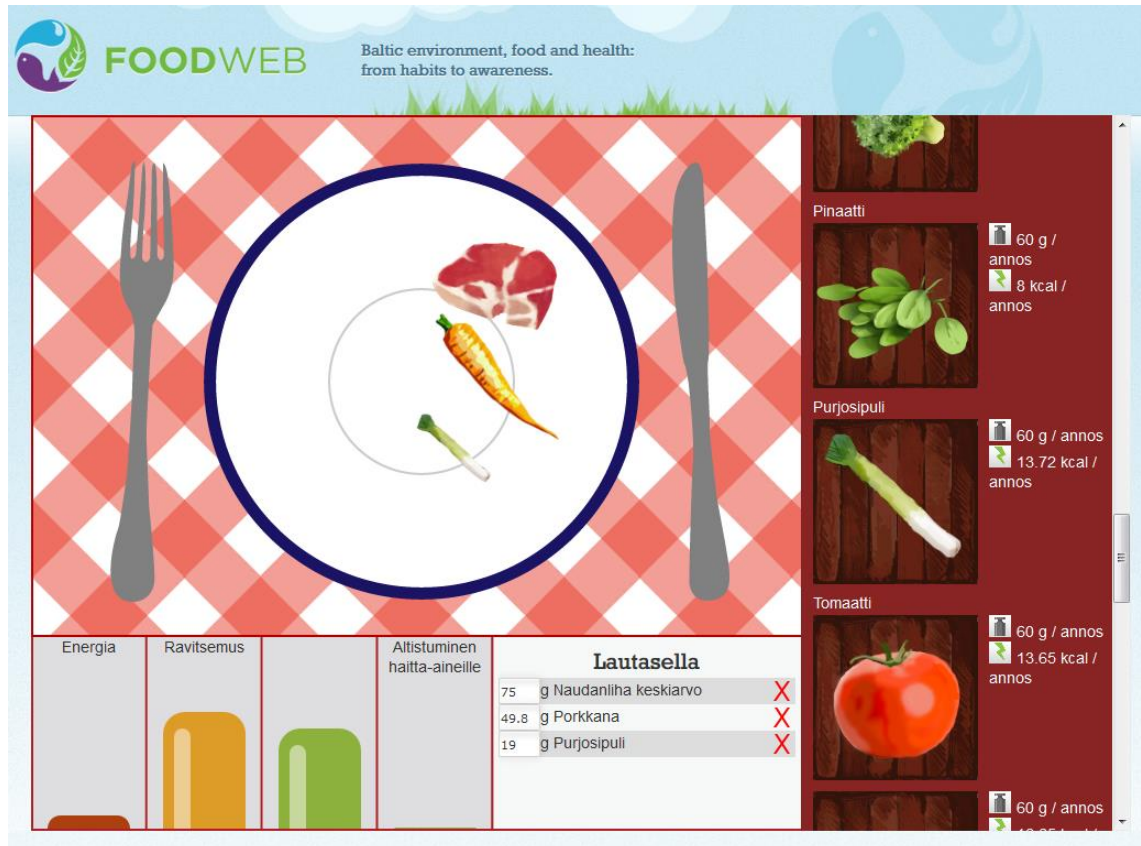 FOODWEB
Baltic environment, food and health:
from habits to awareness.
Pinaatti
60 g /
annos
8 kcal /
annos
Purjosipuli
60 g / annos
13.72 kcal /
annos
Tomaatti
60 g / annos
13.65 kcal /
annos
60 g / annos
Energia
Ravitsemus
Altistuminen
haitta-aineille
Lautasella
75 g Naudanliha keskiarvo X
49.8 g Porkkana X
19 g Purjosipuli X